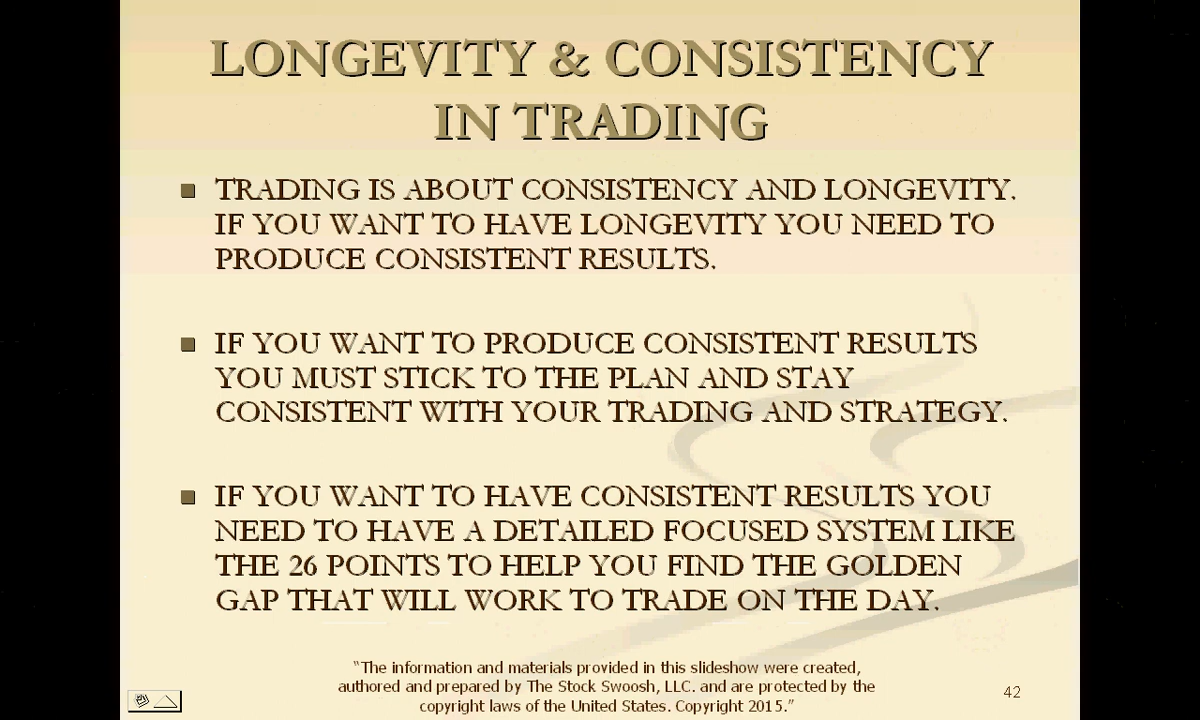 LONGEVITY & CONSISTENCY
IN TRADING
TRADING IS ABOUT CONSISTENCY AND LONGEVITY.
IF YOU WANT TO HAVE LONGEVITY YOU NEED TO
PRODUCE CONSISTENT RESULTS.
IF YOU WANT TO PRODUCE CONSISTENT RESULTS
YOU MUST STICK TO THE PLAN AND STAY
CONSISTENT WITH YOUR TRADING AND STRATEGY.
IF YOU WANT TO HAVE CONSISTENT RESULTS YOU
NEED TO HAVE A DETAILED FOCUSED SYSTEM LIKE
THE 26 POINTS TO HELP YOU FIND THE GOLDEN
GAP THAT WILL WORK TO TRADE ON THE DAY.
"The information and materials provided in this slideshow were created,
authored and prepared by The Stock Swoosh, LLC. and are protected by the
copyright laws of the United States. Copyright 2015."
42